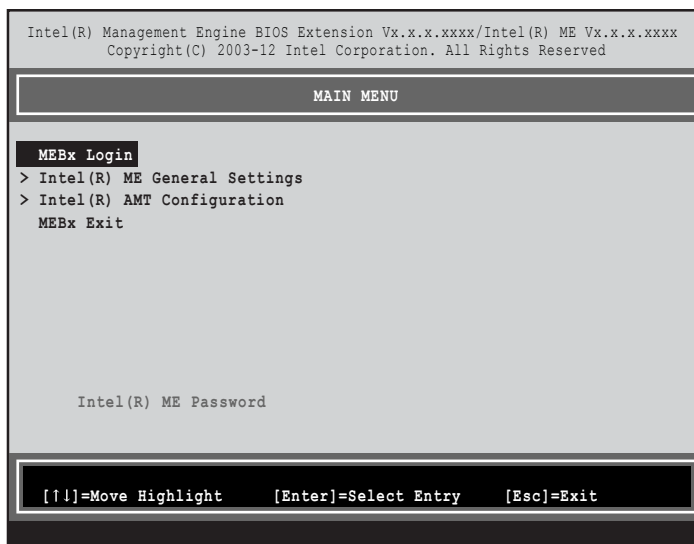 Intel(R) Management Engine BIOS Extension Vx.x.x.xxxx/Intel(R) ME Vx.x.x.xxxx
Copyright(C) 2003-12 Intel Corporation. All Rights Reserved
MAIN MENU
MEBx Login
> Intel(R) ME General Settings
> Intel(R) AMT Configuration
MEBx Exit
Intel(R) ME Password
[↑↓]=Move Highlight [Enter]=Select Entry [Esc]=Exit